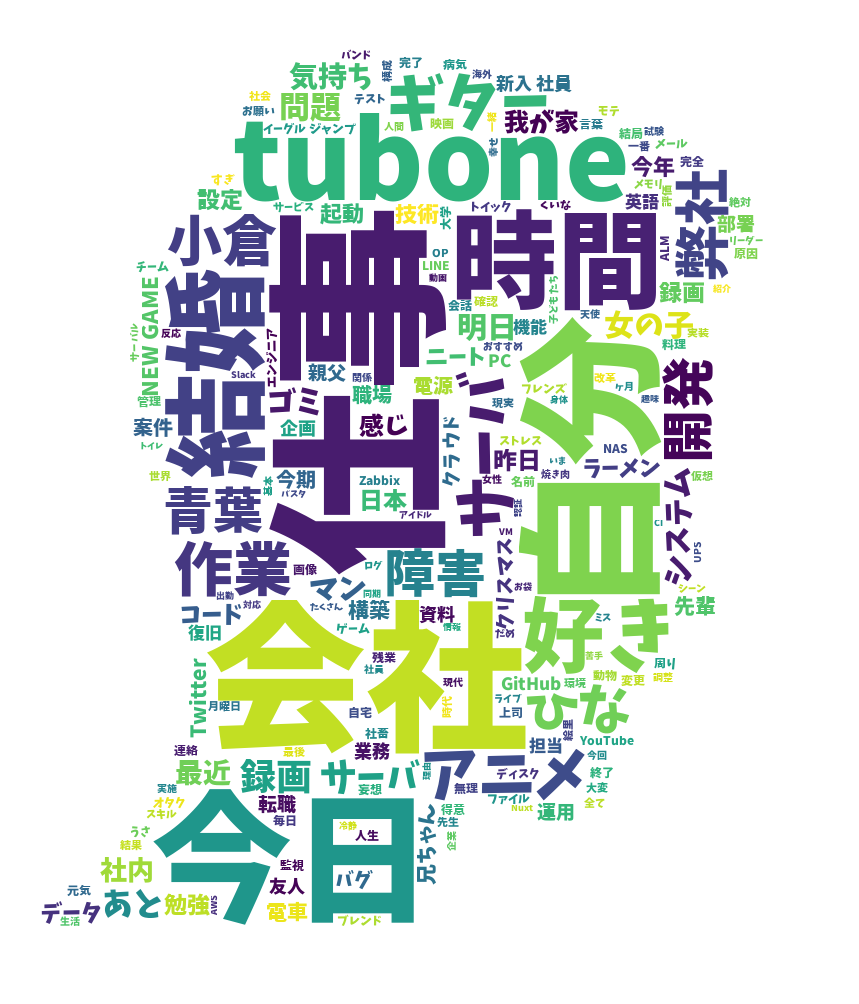 バンド
完了
病気
気持ち
構成
海外
新入 社員
社会
お願い
問題
テスト
ギター
我が家
モテ
言葉
イーグル ジャンプ
人間
映画
一部
幸せ
結局
試験
一番
メール
tubone
今年
完全
すぎ
設定
サービス
起動
技術
大学
トイック
くいな
英語
メモリ
評価
弊社
絶対
部署
リーダー
原因
小倉
事
時間
OP
LINE
動画
ALM
チーム
NEW GAME
結婚
会話
確認
子どもたち
録画
紹介
サーバル
反応
エンジニア
明日
機能
天使
女の子
実装
おすすめ
料理
Slack
親父
関係
ニート
PC
自分
管理
ゴミ
職場
電源
サーバ
現実
フレンズ
身体
改革
ヶ月
趣味
開発
案件
トイレ
企画
感じ
クラウド
ストレス
昨日
NAS
ラーメン
世界
基本
今期
バスタ
Zabbix
日本
アイドル
仕
女性
名前
いま
焼き肉
仮想
認証
青葉
CI
システム
UPS
作業
画像
ログ
障害
VM
クリスマス
お袋
出勤
対応
マン
同期
たくさん
構築
シーン
先輩
コード
復旧
ゲーム
資料
情報
だめ
好き
ミス
苦手
会社
残業
社員
現代
周り
Twitter
月曜日
自宅
時代
GitHub
環境
動物
変更
調整
ライブ
上司
ひな
絵里
社畜
業務
担当
YouTube
今回
連絡
最後
最近
録画
サーバ
妄想
理由
アニメ
無理
ディスク
終了
大変
実施
オタク
スキル
転職
毎日
今日
冷静
人生
得意
先生
企業
兄ちゃん
ファイル
Nuxt
運用
全て
うさ
結果
社内
監視
友人
バグ
元気
データ
生活
あと
勉強
AWS
電車
ブレンド